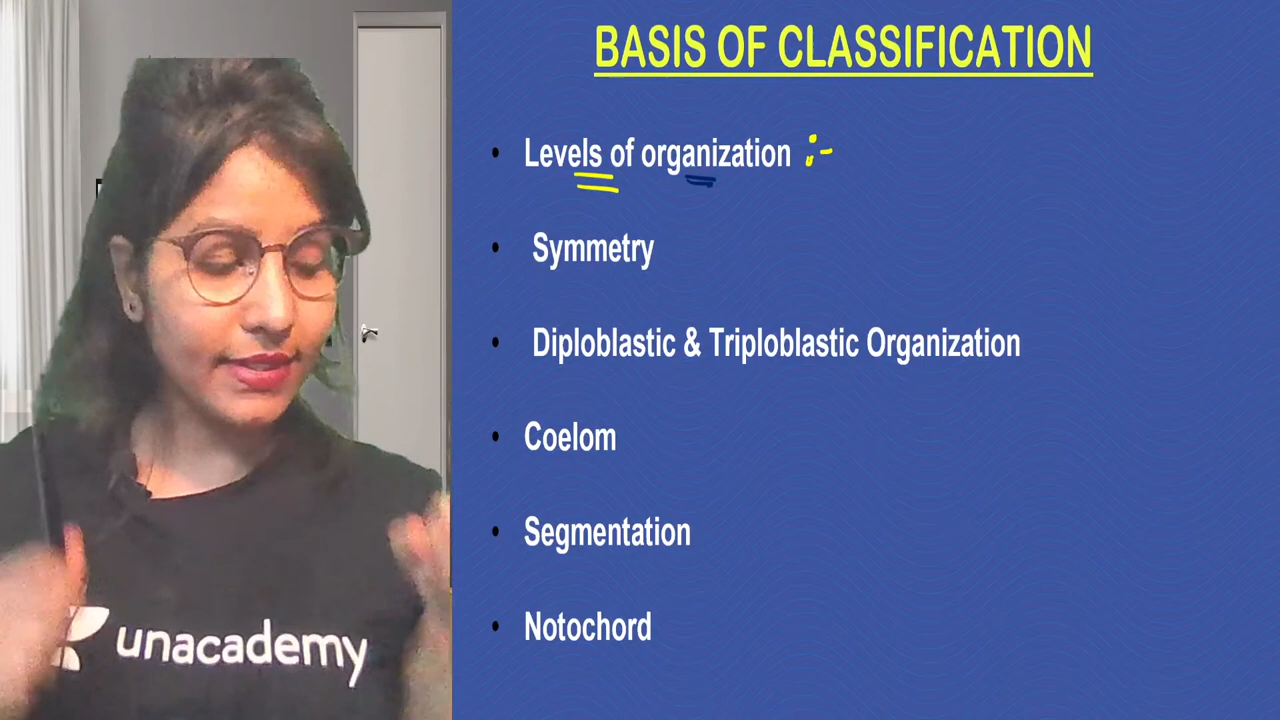 BASIS OF CLASSIFICATION
• Levels of organization :-
• Symmetry
• Diploblastic & Triploblastic Organization
• Coelom
• Segmentation
• Notochord
unacademy